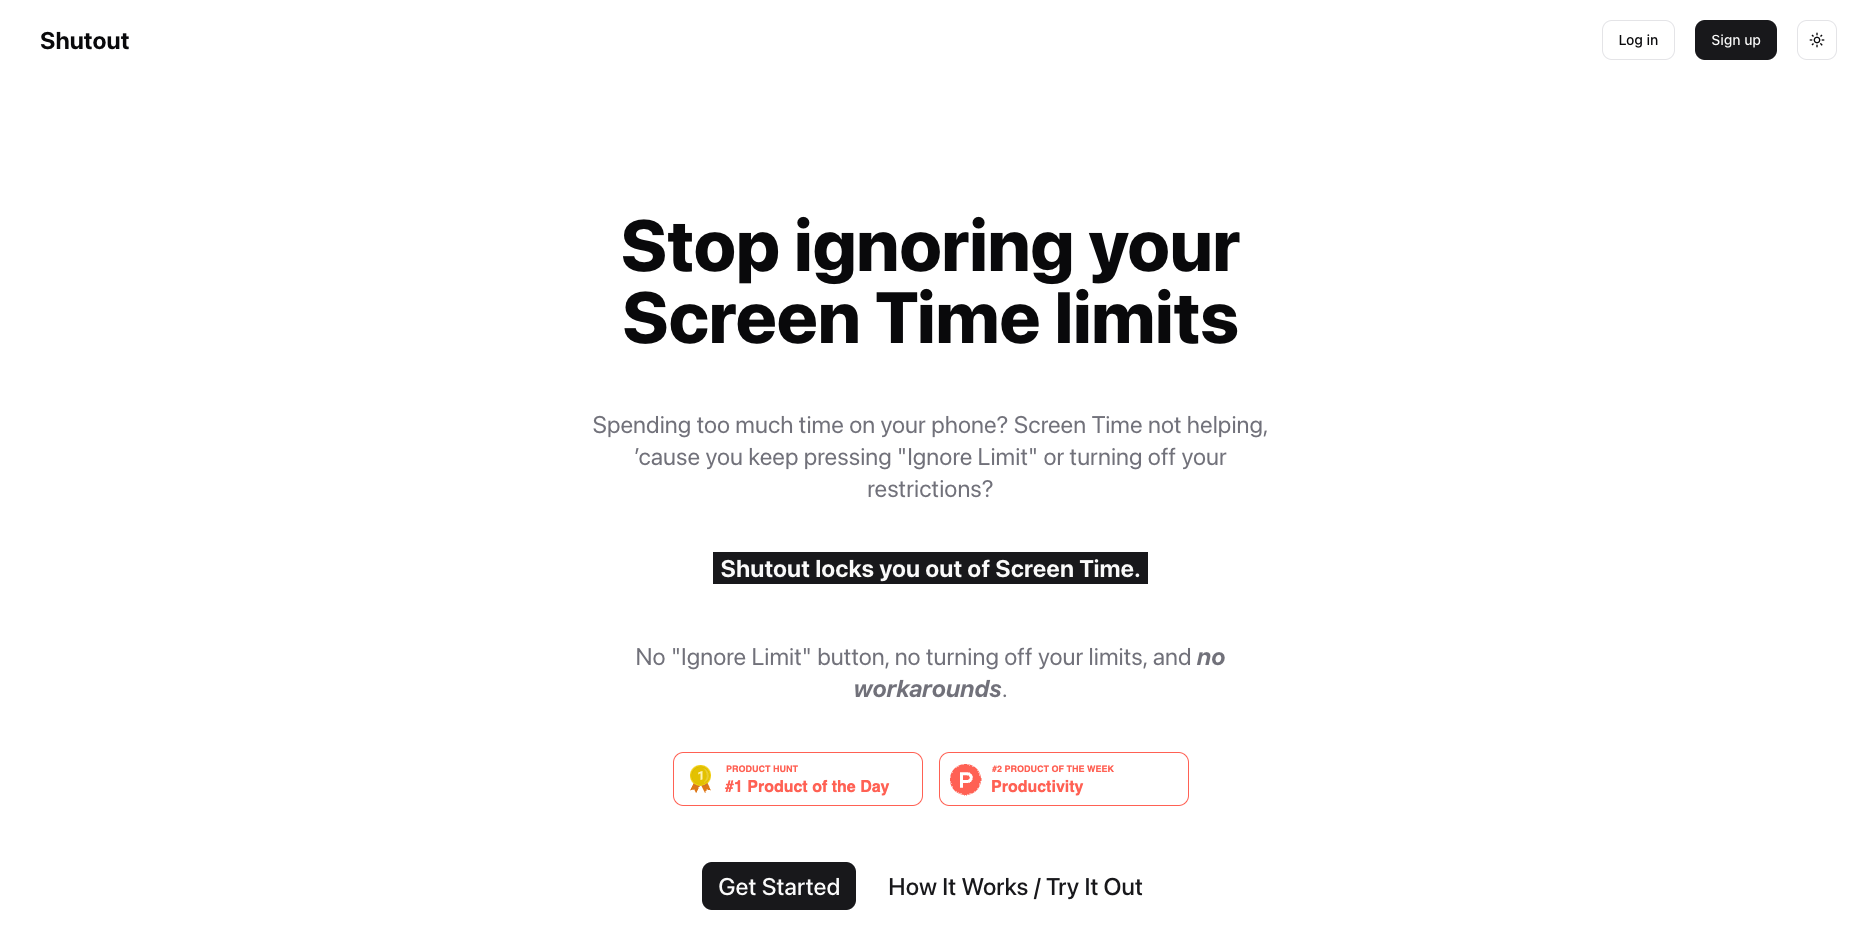 Shutout
Log in
Sign up
Stop ignoring your
Screen Time limits
Spending too much time on your phone? Screen Time not helping,
’cause you keep pressing "Ignore Limit" or turning off your
restrictions?
Shutout locks you out of Screen Time.
No "Ignore Limit" button, no turning off your limits, and no
workarounds.
1
PRODUCT HUNT
#1 Product of the Day
P
#2 PRODUCT OF THE WEEK
Productivity
Get Started
How It Works / Try It Out